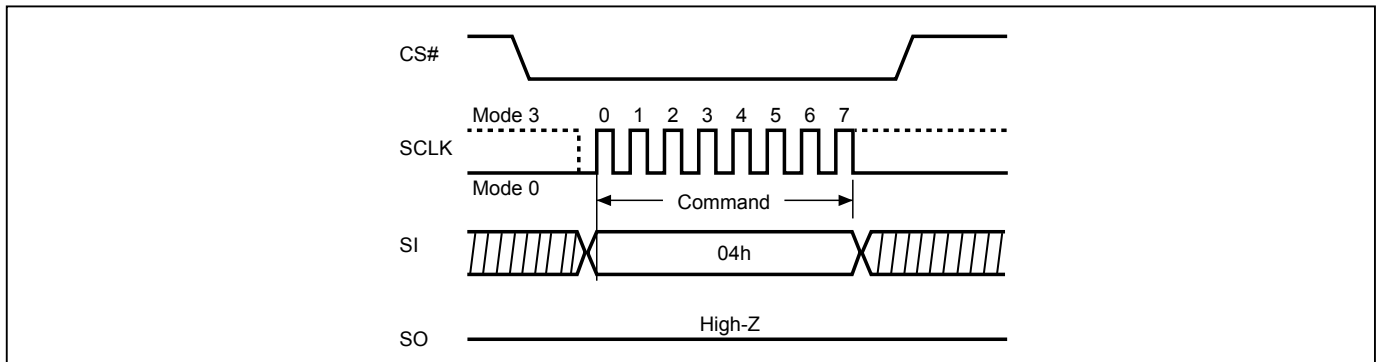 CS#
Mode 3
0 1 2 3 4 5 6 7
SCLK
Mode 0
Command
SI
04h
High-Z
SO